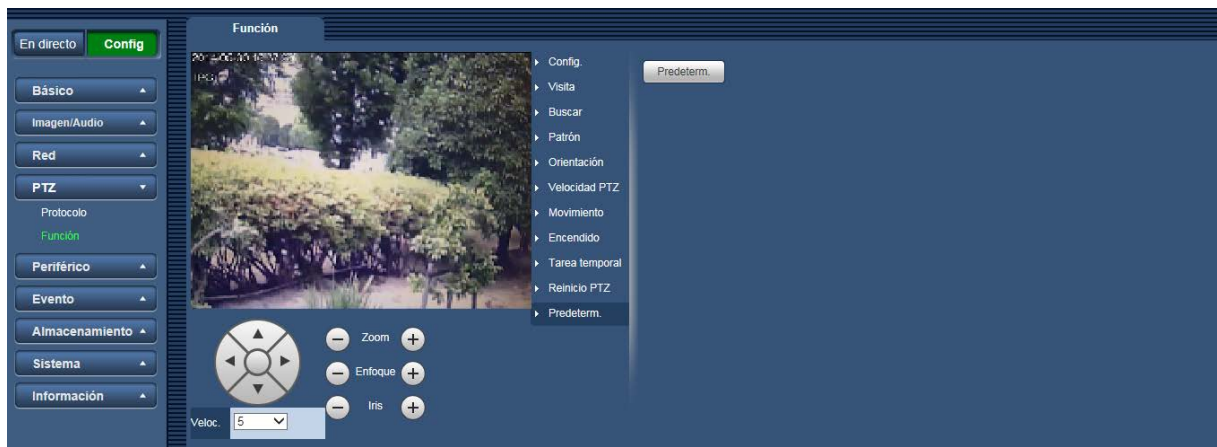 Función
En directo
Config
Básico
Imagen/Audio
Red
PTZ
Protocolo
Función
Periférico
Evento
Almacenamiento
Sistema
Información
Config.
Visita
Buscar
Patrón
Orientación
Velocidad PTZ
Movimiento
Encendido
Tarea temporal
Reinicio PTZ
Predeterm.
Predeterm.
Zoom
Enfoque
Iris
Veloc. 5